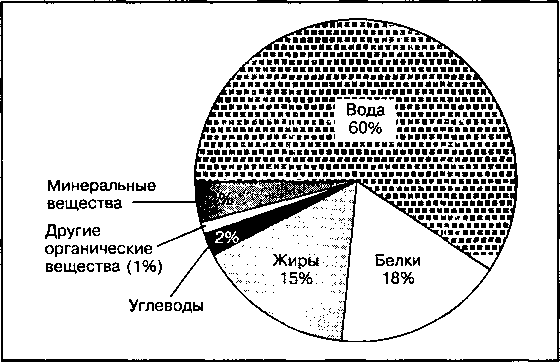 Вода
60%
Минеральные
вещества
Другие
органические
вещества (1%)
2%
Углеводы
Жиры
15%
Белки
18%